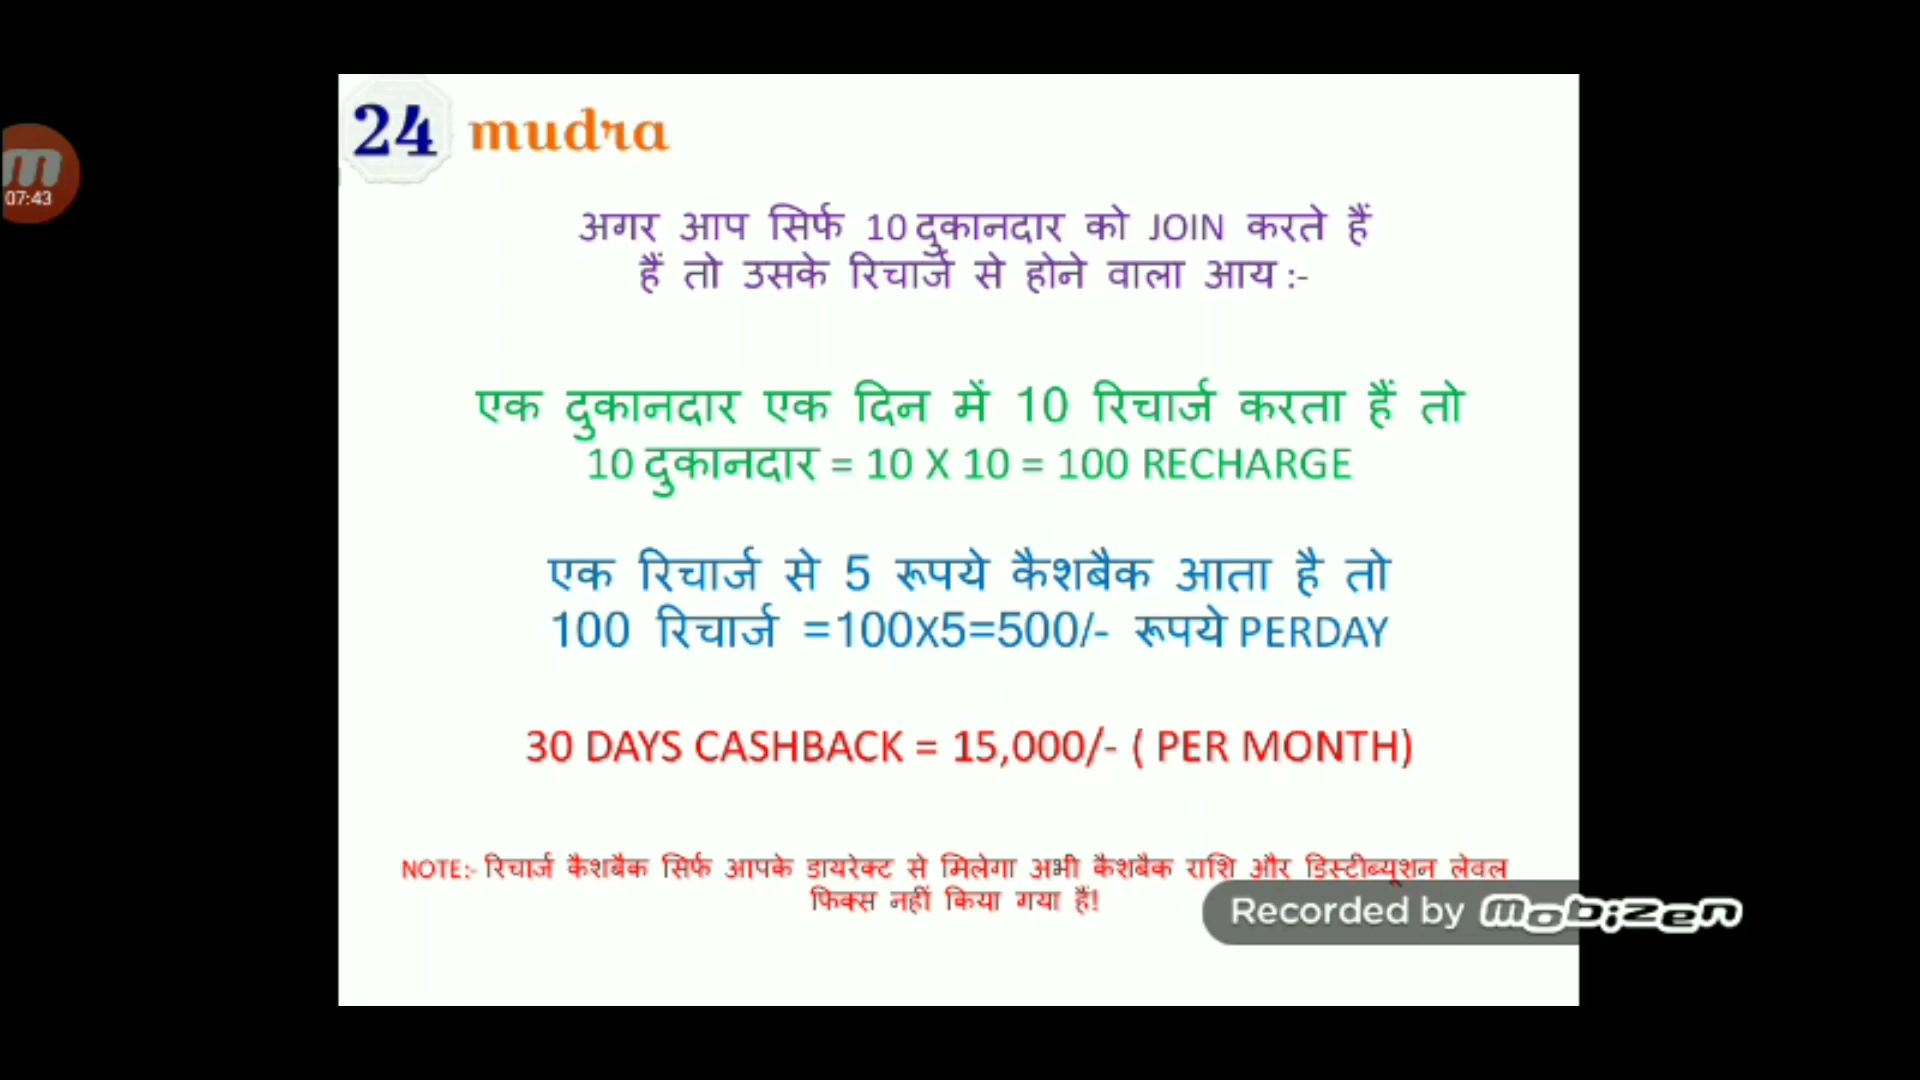 24 mudra
07:43
अगर आप सिर्फ 10 दुकानदार को JOIN करते हैं
हैं तो उसके रिचार्ज से होने वाला आय :-
एक दुकानदार एक दिन में 10 रिचार्ज करता हैं तो
10 दुकानदार = 10 X 10 = 100 RECHARGE
एक रिचार्ज से 5 रूपये कैशबैक आता है तो
100 रिचार्ज =100X5=500/- रूपये PERDAY
30 DAYS CASHBACK = 15,000/- ( PER MONTH)
NOTE:- रिचार्ज कैशबैक सिर्फ आपके डायरेक्ट से मिलेगा अभी कैशबैक राशि और डिस्टीब्यूशन लेवल
फिक्स नहीं किया गया हैं!
Recorded by mobizen